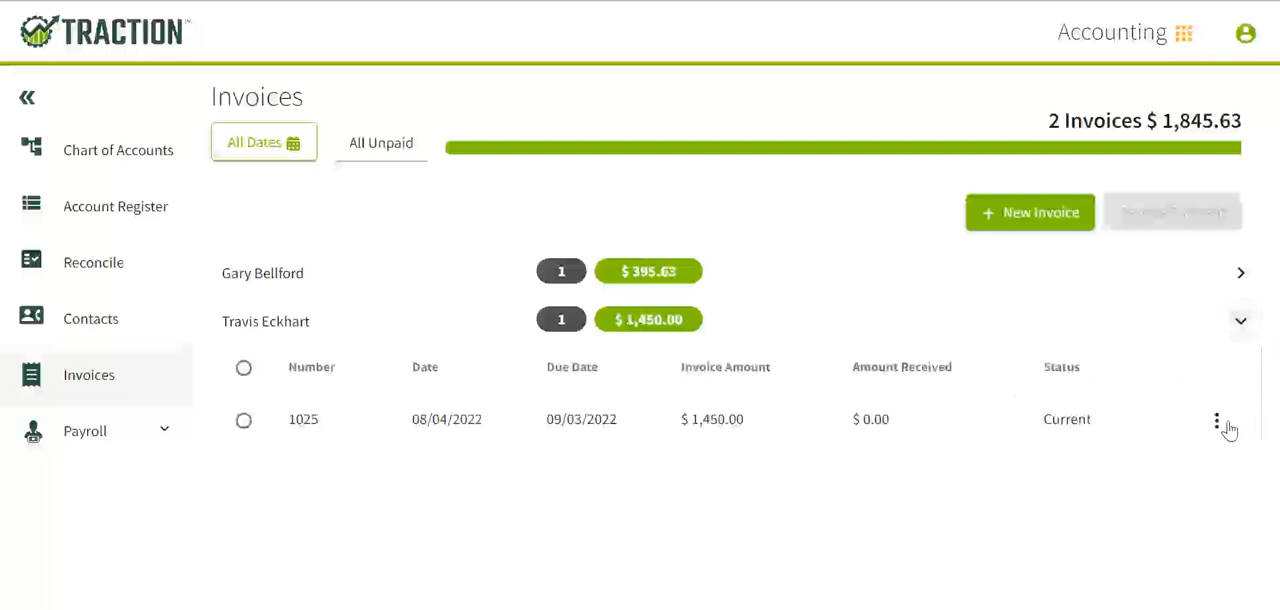 TRACTION™
Accounting
Invoices
2 Invoices $ 1,845.63
All Dates
All Unpaid
Chart of Accounts
Account Register
+ New Invoice
Reconcile
Gary Bellford 1 $ 395.63
Contacts
Travis Eckhart 1 $ 1,450.00
Number Date Due Date Invoice Amount Amount Received Status
Invoices
1025 08/04/2022 09/03/2022 $ 1,450.00 $ 0.00 Current
Payroll